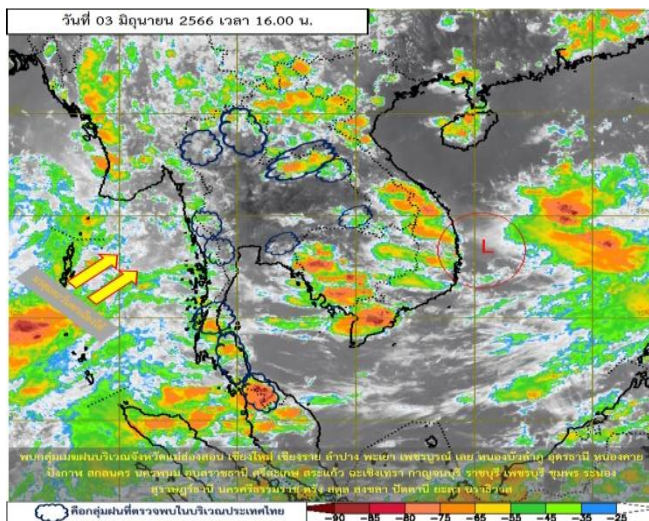 วันที่ 03 มิถุนายน 2566 เวลา 16.00 น.
L
พบกลุ่มเมฆฝนบริเวณจังหวัดแม่ฮ่องสอน เชียงใหม่ เชียงราย ลำปาง พะเยา เพชรบูรณ์ เลย หนองบัวลำภู อุดรธานี หนองคาย
บึงกาฬ สกลนคร นครพนม อุบลราชธานี ศรีสะเกษ สระแก้ว ฉะเชิงเทรา กาญจนบุรี ราชบุรี เพชรบุรี ชุมพร ระนอง
สุราษฎร์ธานี นครศรีธรรมราช ตรัง สตูล สงขลา ปัตตานี ยะลา นราธิวาส
คือกลุ่มฝนที่ตรวจพบในบริเวณประเทศไทย
-90 -85 -80 -75 -65 -55 -45 -35 -25